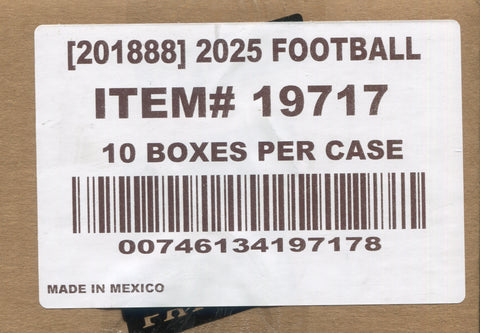 [201888] 2025 FOOTBALL
ITEM# 19717
10 BOXES PER CASE
00746134197178
MADE IN MEXICO